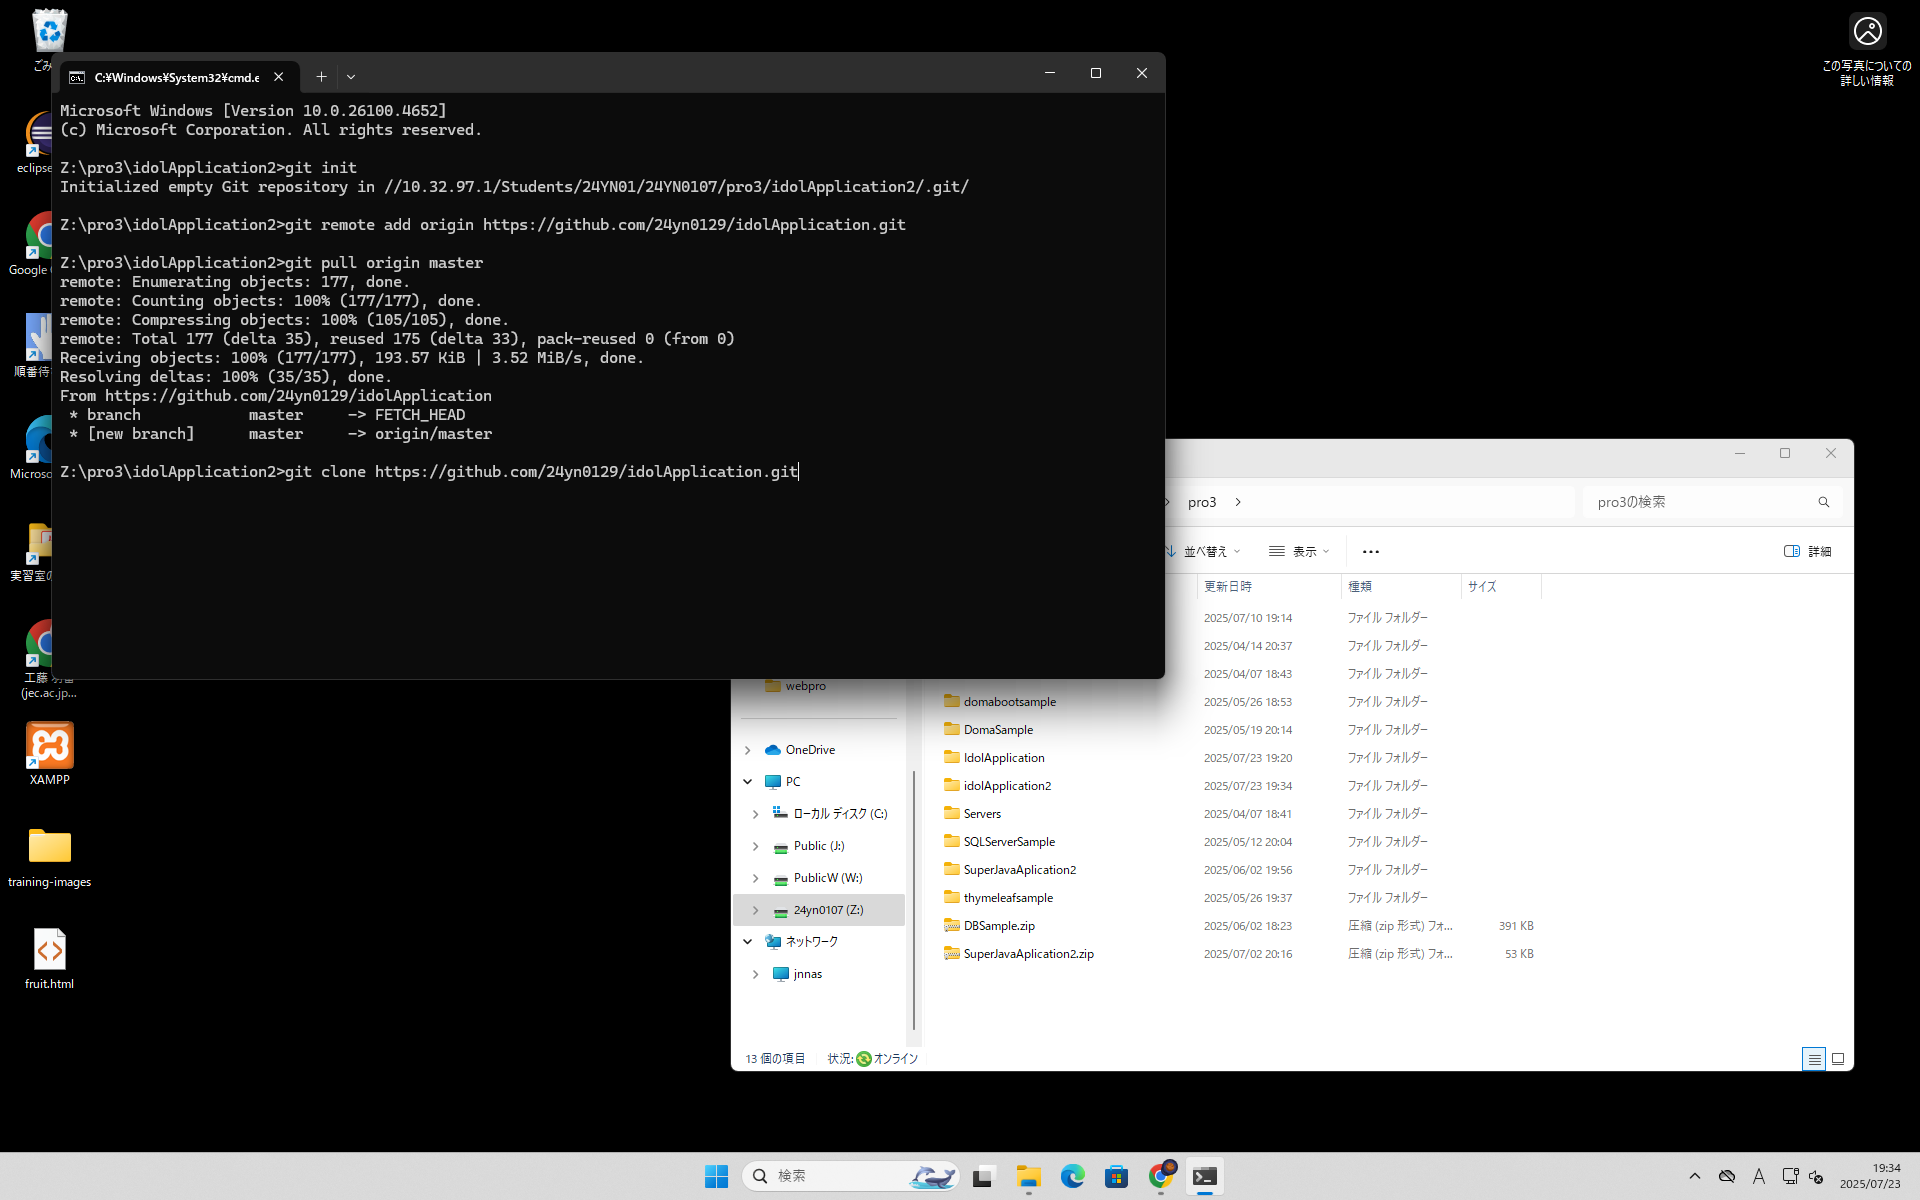 ごみ
この写真についての
詳しい情報
C:¥Windows¥System32¥cmd.e
Microsoft Windows [Version 10.0.26100.4652]
(c) Microsoft Corporation. All rights reserved.
Z:\pro3\idolApplication2>git init
Initialized empty Git repository in //10.32.97.1/Students/24YN01/24YN0107/pro3/idolApplication2/.git/
Z:\pro3\idolApplication2>git remote add origin https://github.com/24yn0129/idolApplication.git
Z:\pro3\idolApplication2>git pull origin master
remote: Enumerating objects: 177, done.
remote: Counting objects: 100% (177/177), done.
remote: Compressing objects: 100% (105/105), done.
remote: Total 177 (delta 35), reused 175 (delta 33), pack-reused 0 (from 0)
Receiving objects: 100% (177/177), 193.57 KiB | 3.52 MiB/s, done.
Resolving deltas: 100% (35/35), done.
From https://github.com/24yn0129/idolApplication
 * branch            master     -> FETCH_HEAD
 * [new branch]      master     -> origin/master
Z:\pro3\idolApplication2>git clone https://github.com/24yn0129/idolApplication.git
eclipse
Google
順番待
Micros
実習室の
工藤
(jec.ac.jp...
XAMPP
training-images
fruit.html
pro3
pro3の検索
並べ替え 表示 ... 詳細
更新日時 種類 サイズ
2025/07/10 19:14 ファイル フォルダー
2025/04/14 20:37 ファイル フォルダー
2025/04/07 18:43 ファイル フォルダー
domabootsample 2025/05/26 18:53 ファイル フォルダー
DomaSample 2025/05/19 20:14 ファイル フォルダー
IdolApplication 2025/07/23 19:20 ファイル フォルダー
idolApplication2 2025/07/23 19:34 ファイル フォルダー
Servers 2025/04/07 18:41 ファイル フォルダー
SQLServerSample 2025/05/12 20:04 ファイル フォルダー
SuperJavaAplication2 2025/06/02 19:56 ファイル フォルダー
thymeleafsample 2025/05/26 19:37 ファイル フォルダー
DBSample.zip 2025/06/02 18:23 圧縮 (zip 形式) フォ... 391 KB
SuperJavaAplication2.zip 2025/07/02 20:16 圧縮 (zip 形式) フォ... 53 KB
webpro
OneDrive
PC
ローカル ディスク (C:)
Public (J:)
PublicW (W:)
24yn0107 (Z:)
ネットワーク
jnnas
13 個の項目 状況: オンライン
検索
A
19:34
2025/07/23